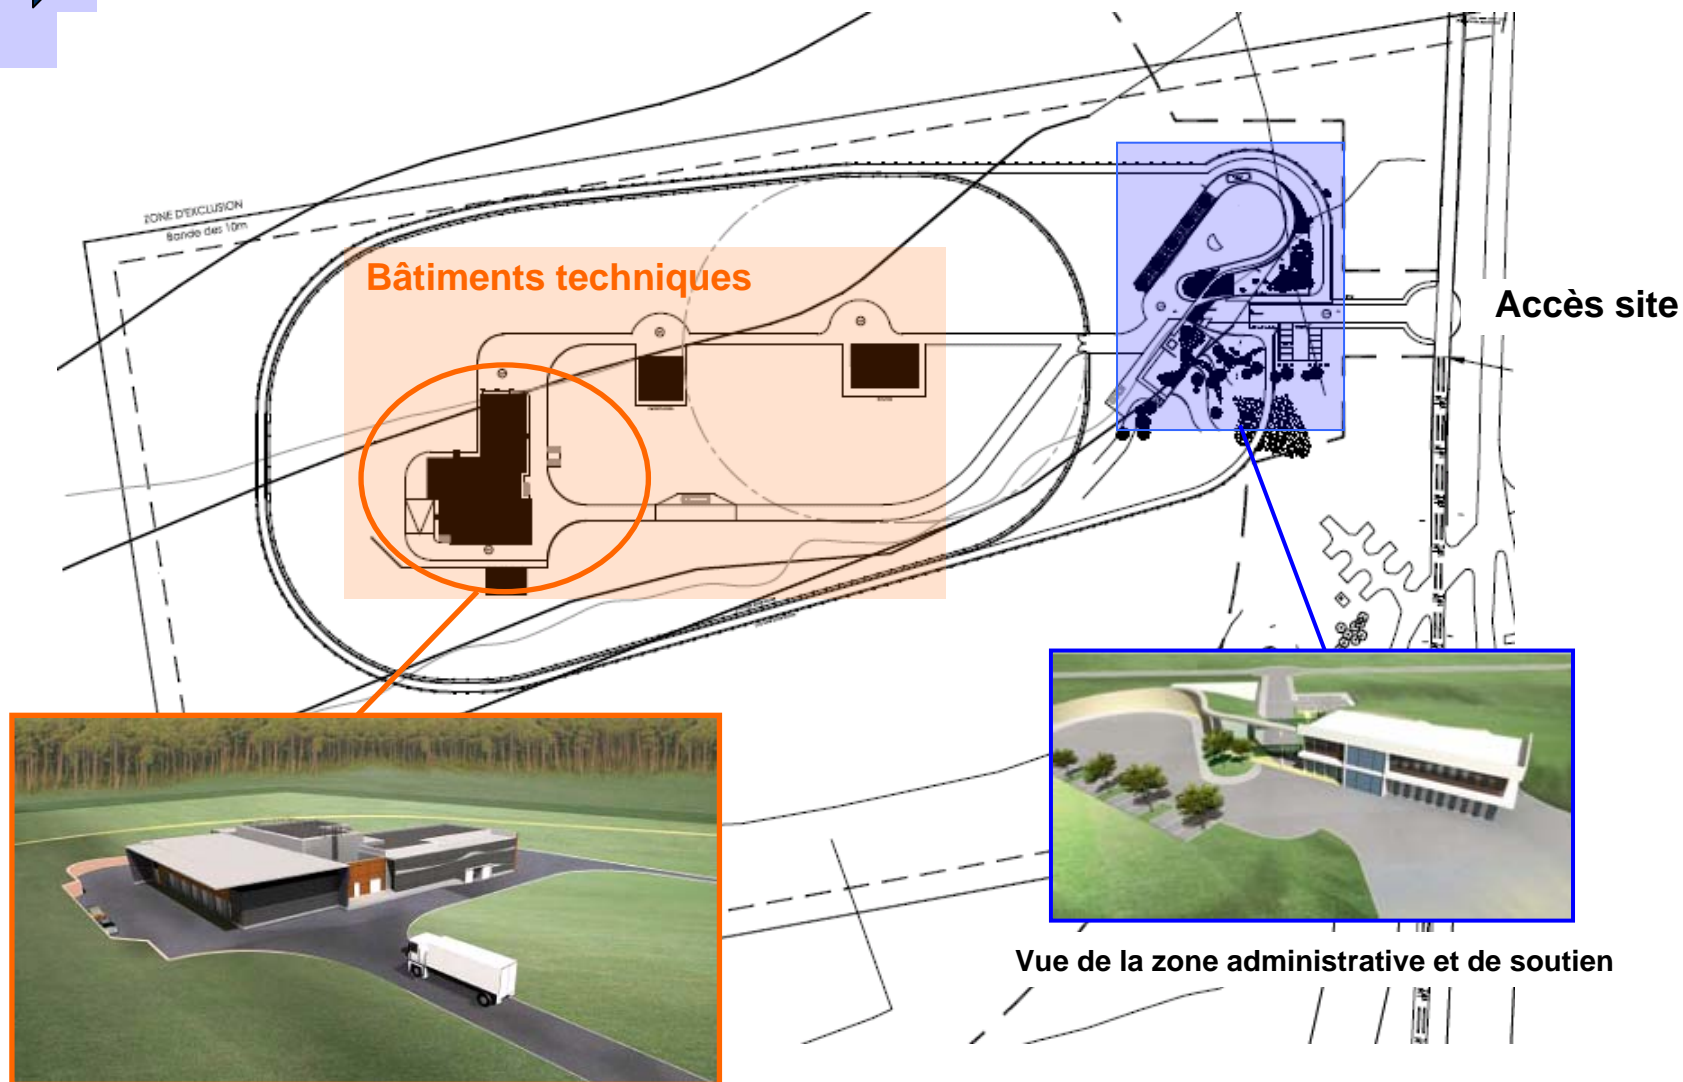 ZONE D'EXCLUSION
Bande des 10m
Bâtiments techniques
Accès site
Vue de la zone administrative et de soutien